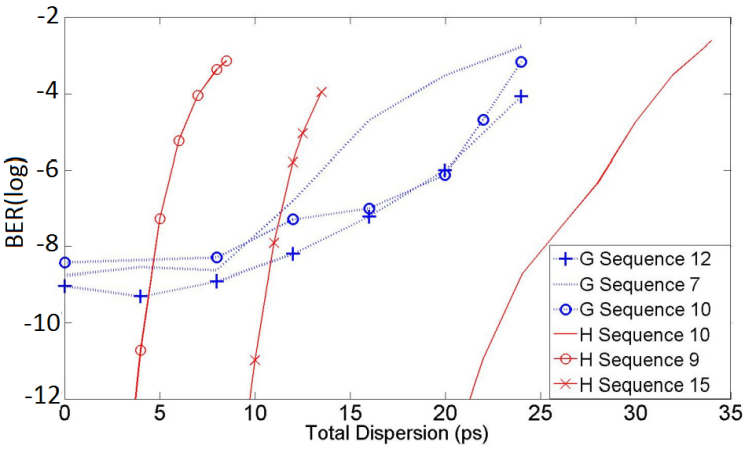 -2
-4
-6
-8
-10
-12
BER(log)
0 5 10 15 20 25 30 35
Total Dispersion (ps)
G Sequence 12
G Sequence 7
G Sequence 10
H Sequence 10
H Sequence 9
H Sequence 15